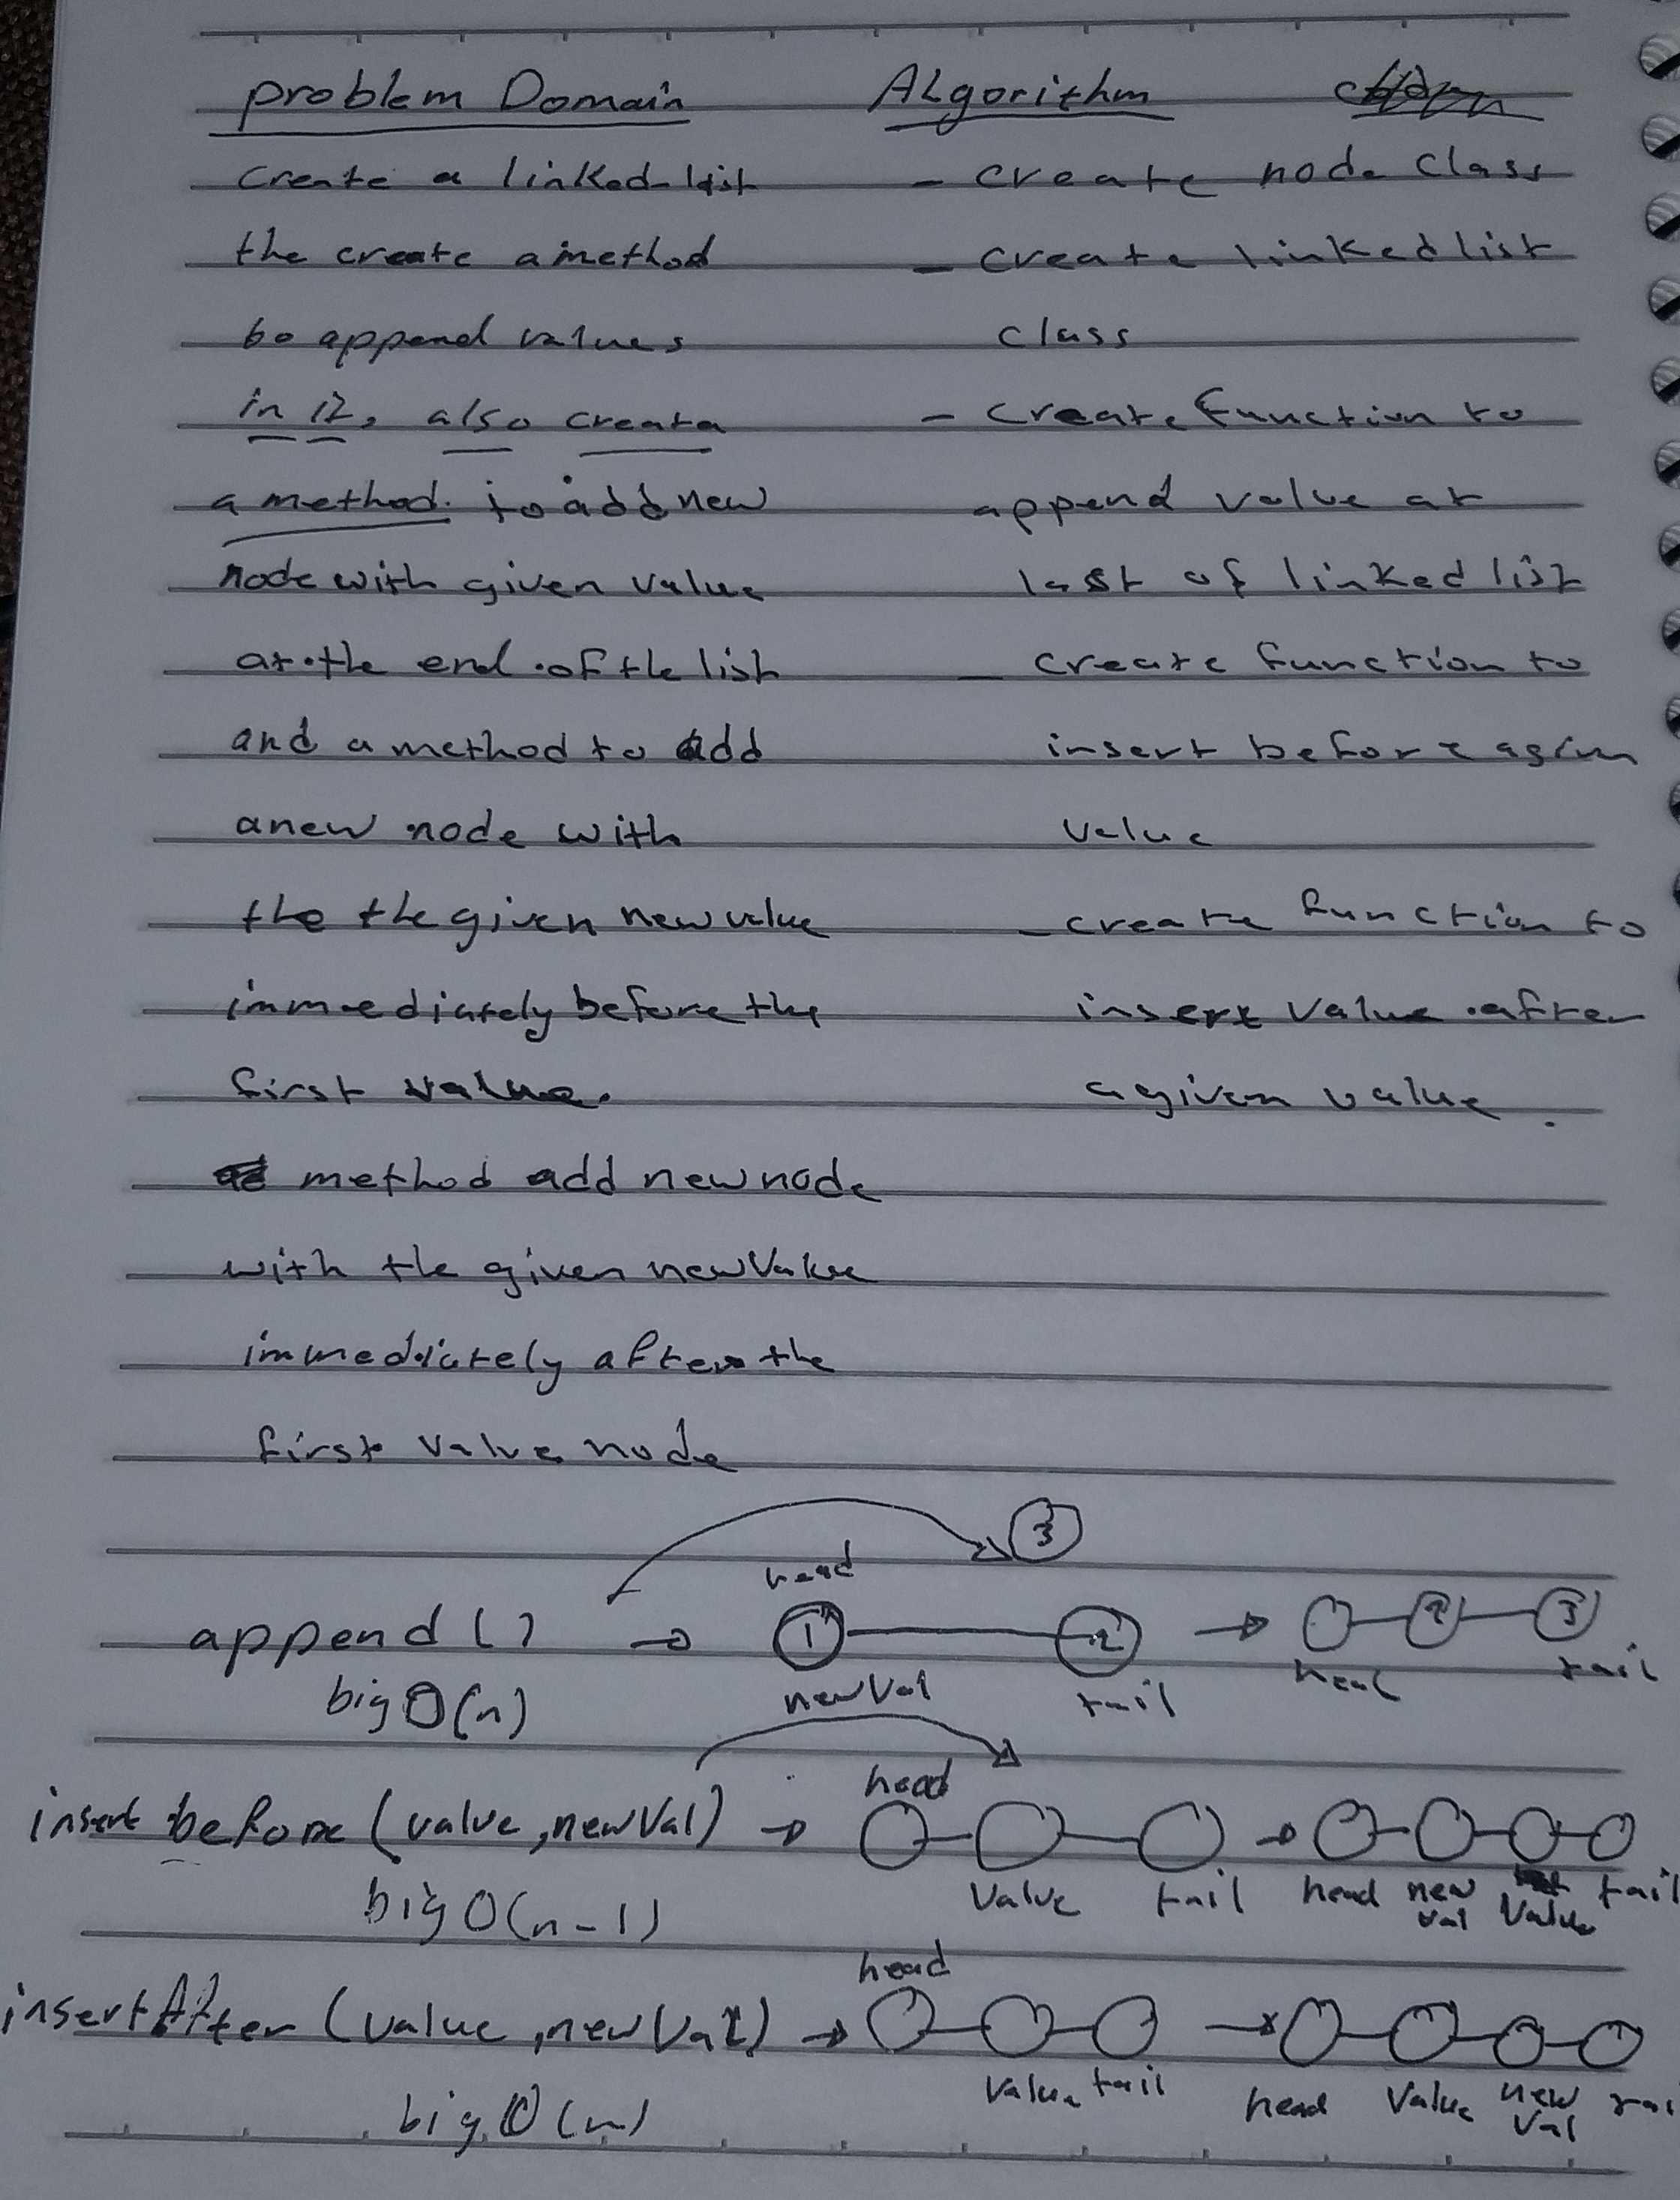 problem Domain
create a linked list
the create a method
to append values
in it, also create
a method. to add new
node with given value
at the end of the list
and a method to add
a new node with
the the given new value
immediately before the
first value.
method add new node
with the given new Value
immediately after the
first value node
Algorithm
- create node class
- create linked list
class
- create function to
append value at
last of linked list
- create function to
insert before a given
value
- create function to
insert value after
a given value.
3
head
append () → 1 2 → 2 3
newVal tail head tail
big O(n)
head
insert before (value, newVal) → →
value tail head new val value tail
big O(n-1)
head
insertAfter (value, newVal) → →
value tail head value new val
big O(n)